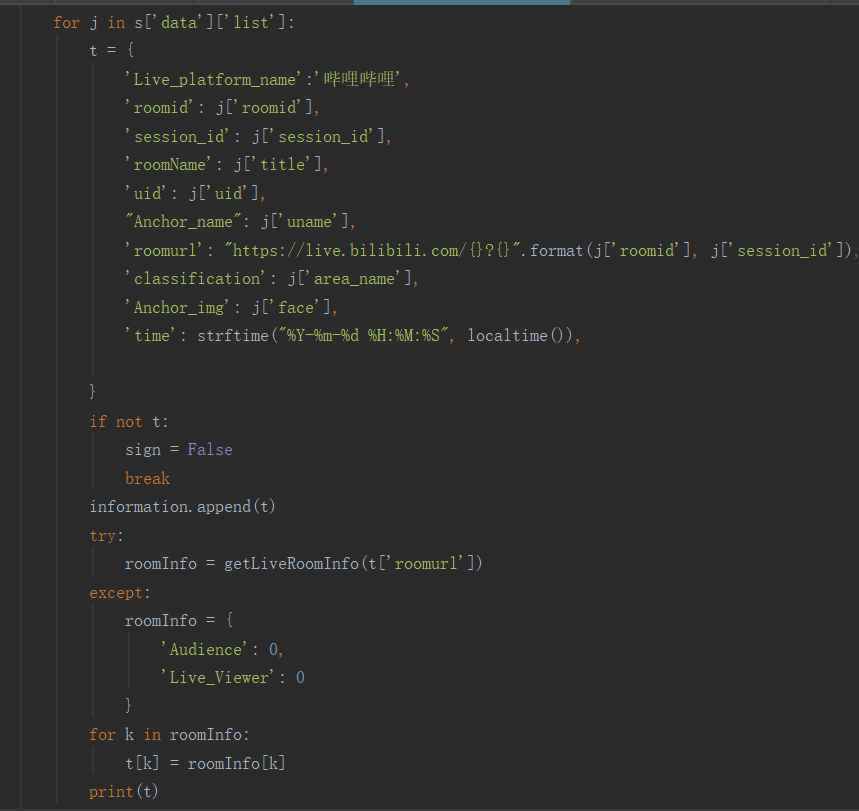 for j in s['data']['list']:
t = {
'Live_platform_name':'哔哩哔哩',
'roomid': j['roomid'],
'session_id': j['session_id'],
'roomName': j['title'],
'uid': j['uid'],
"Anchor_name": j['uname'],
'roomurl': "https://live.bilibili.com/{}?{}".format(j['roomid'], j['session_id']),
'classification': j['area_name'],
'Anchor_img': j['face'],
'time': strftime("%Y-%m-%d %H:%M:%S", localtime()),
}
if not t:
sign = False
break
information.append(t)
try:
roomInfo = getLiveRoomInfo(t['roomurl'])
except:
roomInfo = {
'Audience': 0,
'Live_Viewer': 0
}
for k in roomInfo:
t[k] = roomInfo[k]
print(t)